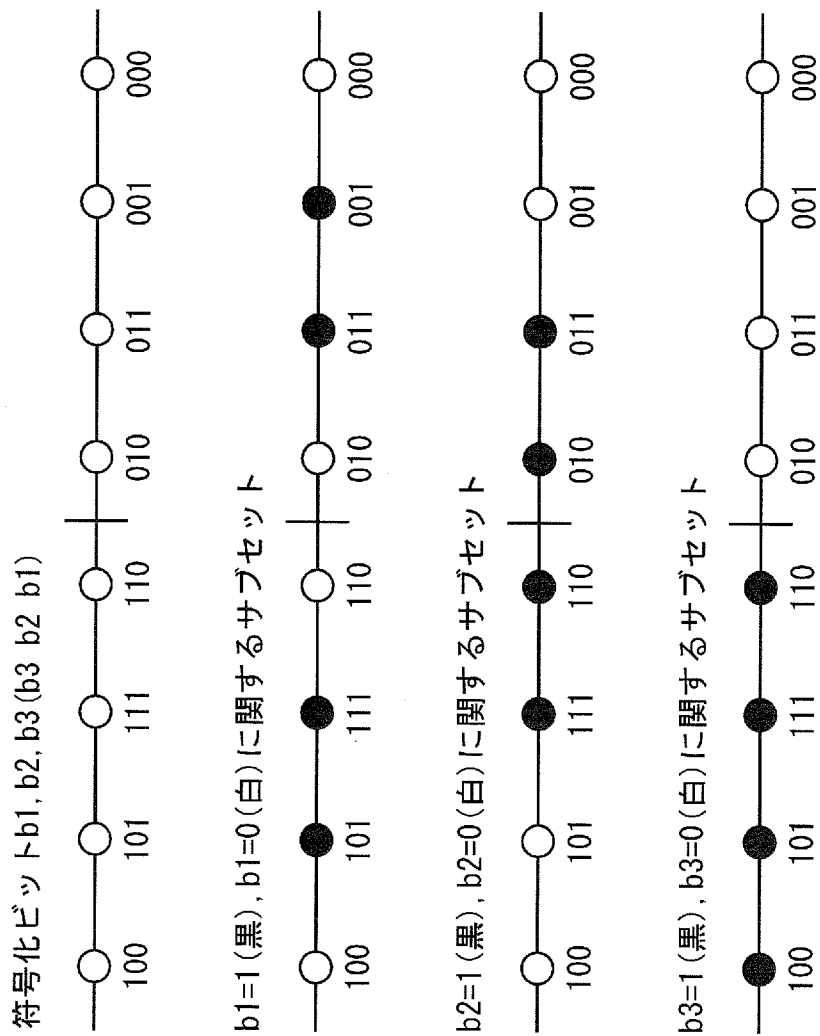 符号化ビットb1, b2, b3 (b3 b2 b1)
100 101 111 110 010 011 001 000
b1=1(黒), b1=0(白)に関するサブセット
100 101 111 110 010 011 001 000
b2=1(黒), b2=0(白)に関するサブセット
100 101 111 110 010 011 001 000
b3=1(黒), b3=0(白)に関するサブセット
100 101 111 110 010 011 001 000